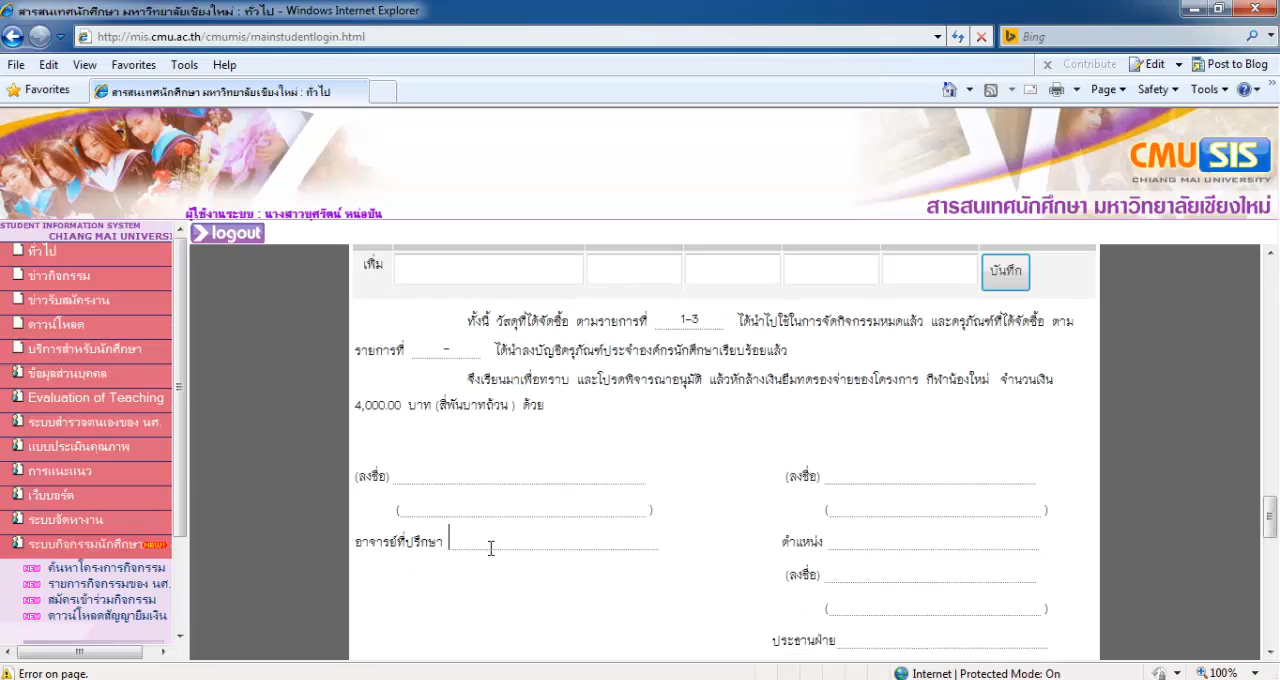 สารสนเทศนักศึกษา มหาวิทยาลัยเชียงใหม่ : ทั่วไป - Windows Internet Explorer
http://mis.cmu.ac.th/cmumis/mainstudentlogin.html
Bing
File Edit View Favorites Tools Help
x Contribute Edit Post to Blog
Favorites สารสนเทศนักศึกษา มหาวิทยาลัยเชียงใหม่ : ทั่วไป Page Safety Tools
CMU SIS
CHIANG MAI UNIVERSITY
สารสนเทศนักศึกษา มหาวิทยาลัยเชียงใหม่
ผู้ใช้งานระบบ : นางสาวบุศรัตน์ หน่อปัน
STUDENT INFORMATION SYSTEM
CHIANG MAI UNIVERSI
logout
ทั่วไป
ข่าวกิจกรรม
ข่าวรับสมัครงาน
ดาวน์โหลด
บริการสำหรับนักศึกษา
ข้อมูลส่วนบุคคล
Evaluation of Teaching
ระบบสำรวจตนเองของ นศ.
แบบประเมินคุณภาพ
การแนะแนว
เว็บบอร์ด
ระบบจัดหางาน
ระบบกิจกรรมนักศึกษา NEW!
NEW ค้นหาโครงการกิจกรรม
NEW รายการกิจกรรมของ นศ.
NEW สมัครเข้าร่วมกิจกรรม
NEW ดาวน์โหลดสัญญายืมเงิน
เพิ่ม บันทึก
ทั้งนี้ วัสดุที่ได้จัดซื้อ ตามรายการที่ 1-3 ได้นำไปใช้ในการจัดกิจกรรมหมดแล้ว และครุภัณฑ์ที่ได้จัดซื้อ ตาม
รายการที่ - ได้นำลงบัญชีครุภัณฑ์ประจำองค์กรนักศึกษาเรียบร้อยแล้ว
จึงเรียนมาเพื่อทราบ และโปรดพิจารณาอนุมัติ แล้วหักล้างเงินยืมทดรองจ่ายของโครงการ กีฬาน้องใหม่ จำนวนเงิน
4,000.00 บาท (สี่พันบาทถ้วน ) ด้วย
(ลงชื่อ) (ลงชื่อ)
( ) ( )
อาจารย์ที่ปรึกษา ตำแหน่ง
(ลงชื่อ)
( )
ประธานฝ่าย
Error on page. Internet | Protected Mode: On 100%